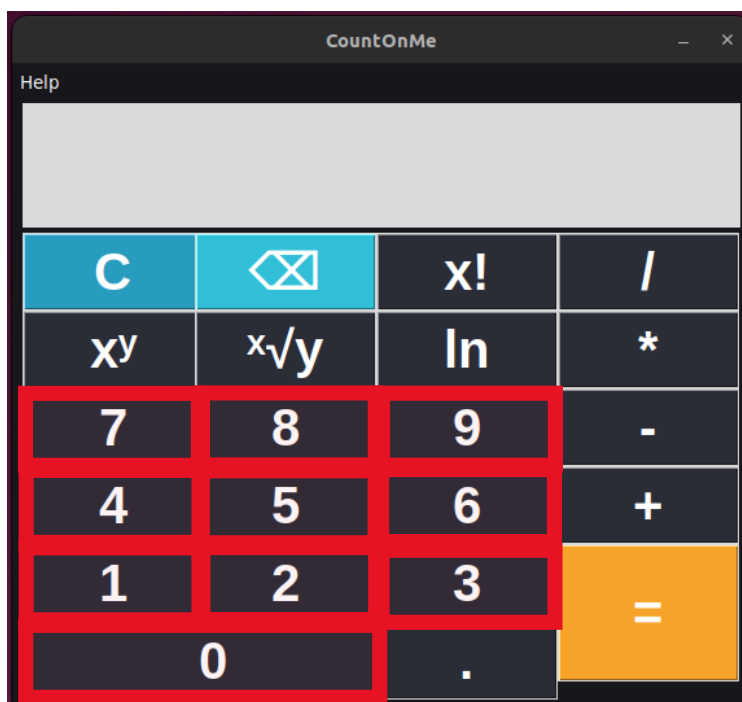 CountOnMe
Help
C ⌫ x! /
xʸ ˣ√y ln *
7 8 9 -
4 5 6 +
1 2 3 =
0 .